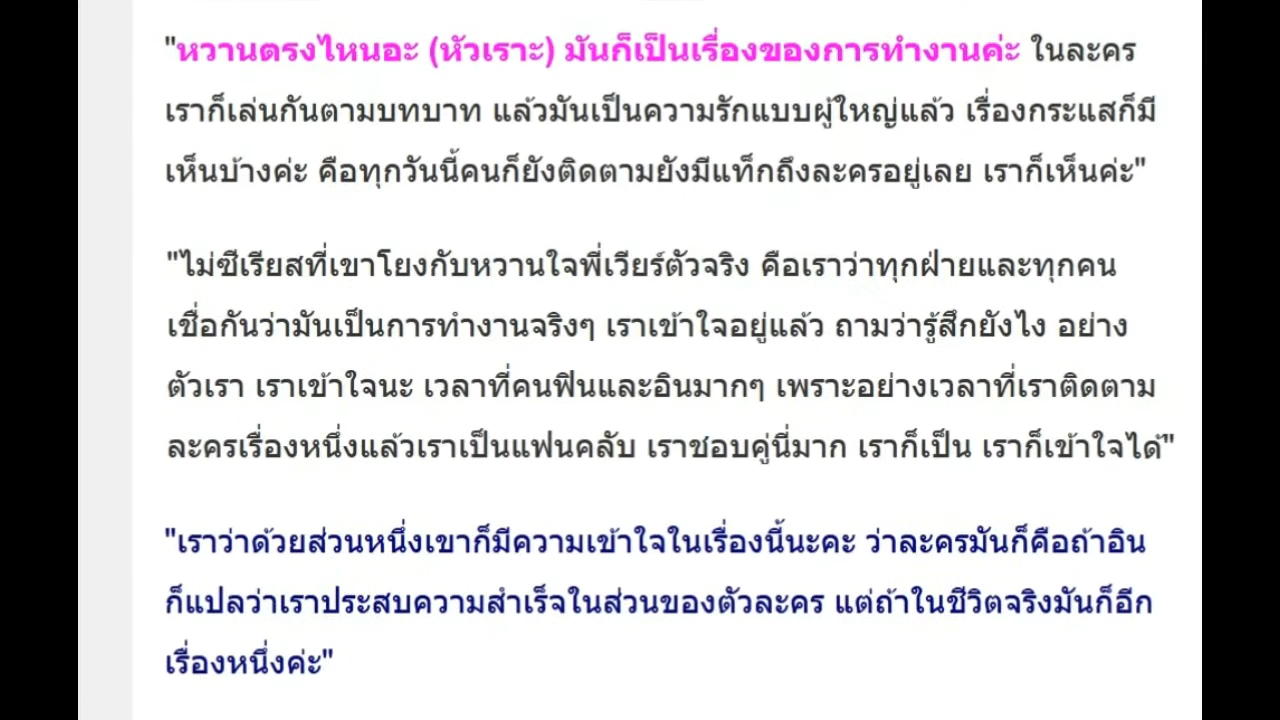 "หวานตรงไหนอะ (หัวเราะ) มันก็เป็นเรื่องของการทำงานค่ะ ในละคร
เราก็เล่นกันตามบทบาท แล้วมันเป็นความรักแบบผู้ใหญ่แล้ว เรื่องกระแสก็มี
เห็นบ้างค่ะ คือทุกวันนี้คนก็ยังติดตามยังมีแท็กถึงละครอยู่เลย เราก็เห็นค่ะ"
"ไม่ซีเรียสที่เขาโยงกับหวานใจพี่เวียร์ตัวจริง คือเราว่าทุกฝ่ายและทุกคน
เชื่อกันว่ามันเป็นการทำงานจริงๆ เราเข้าใจอยู่แล้ว ถามว่ารู้สึกยังไง อย่าง
ตัวเรา เราเข้าใจนะ เวลาที่คนฟินและอินมากๆ เพราะอย่างเวลาที่เราติดตาม
ละครเรื่องหนึ่งแล้วเราเป็นแฟนคลับ เราชอบคู่นี่มาก เราก็เป็น เราก็เข้าใจได้"
"เราว่าด้วยส่วนหนึ่งเขาก็มีความเข้าใจในเรื่องนี้นะคะ ว่าละครมันก็คือถ้าอิน
ก็แปลว่าเราประสบความสำเร็จในส่วนของตัวละคร แต่ถ้าในชีวิตจริงมันก็อีก
เรื่องหนึ่งค่ะ"